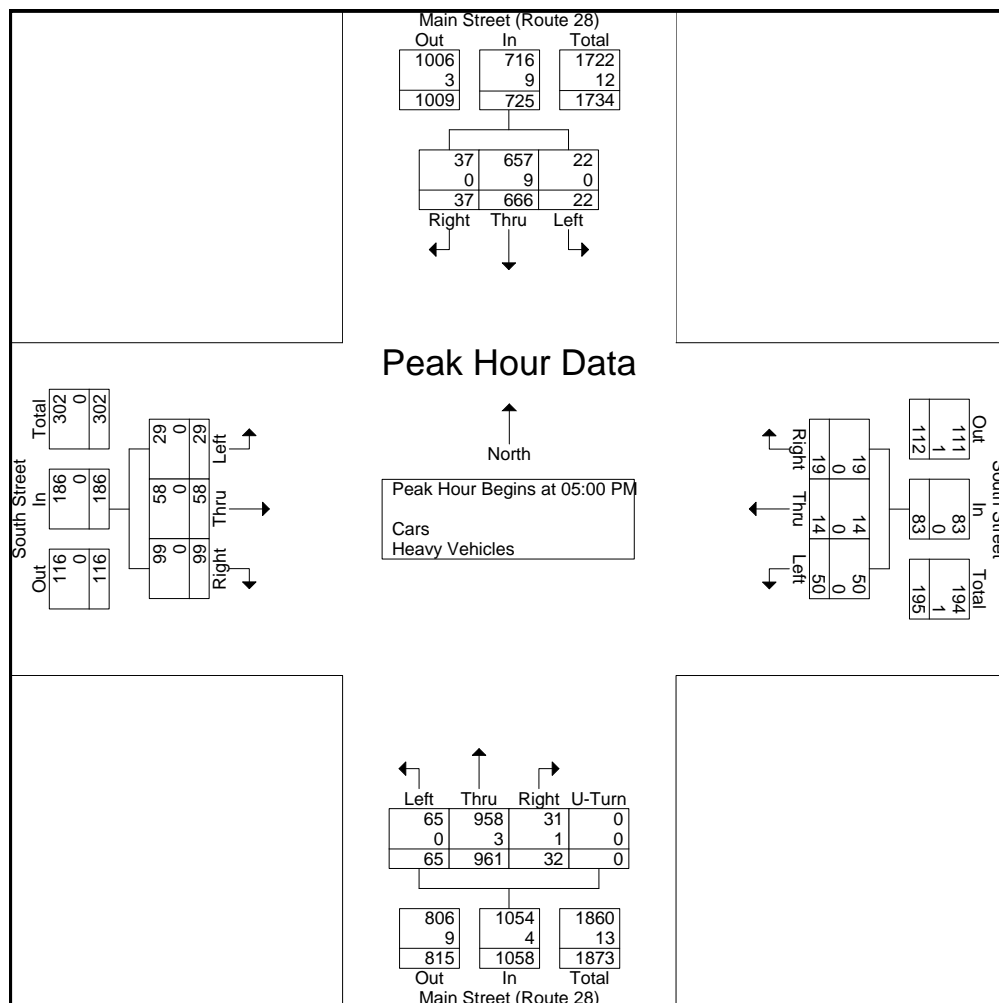 Main Street (Route 28)
Out In Total
1006 716 1722
3 9 12
1009 725 1734
37 657 22
0 9 0
37 666 22
Right Thru Left
Peak Hour Data
North
Peak Hour Begins at 05:00 PM
Cars
Heavy Vehicles
South Street
Out In Total
116 186 302
0 0 0
116 186 302
Right Thru Left
99 58 29
0 0 0
99 58 29
South Street
Out In Total
111 83 194
1 0 1
112 83 195
19 14 50
0 0 0
19 14 50
Right Thru Left
Left Thru Right U-Turn
65 958 31 0
0 3 1 0
65 961 32 0
806 1054 1860
9 4 13
815 1058 1873
Out In Total
Main Street (Route 28)